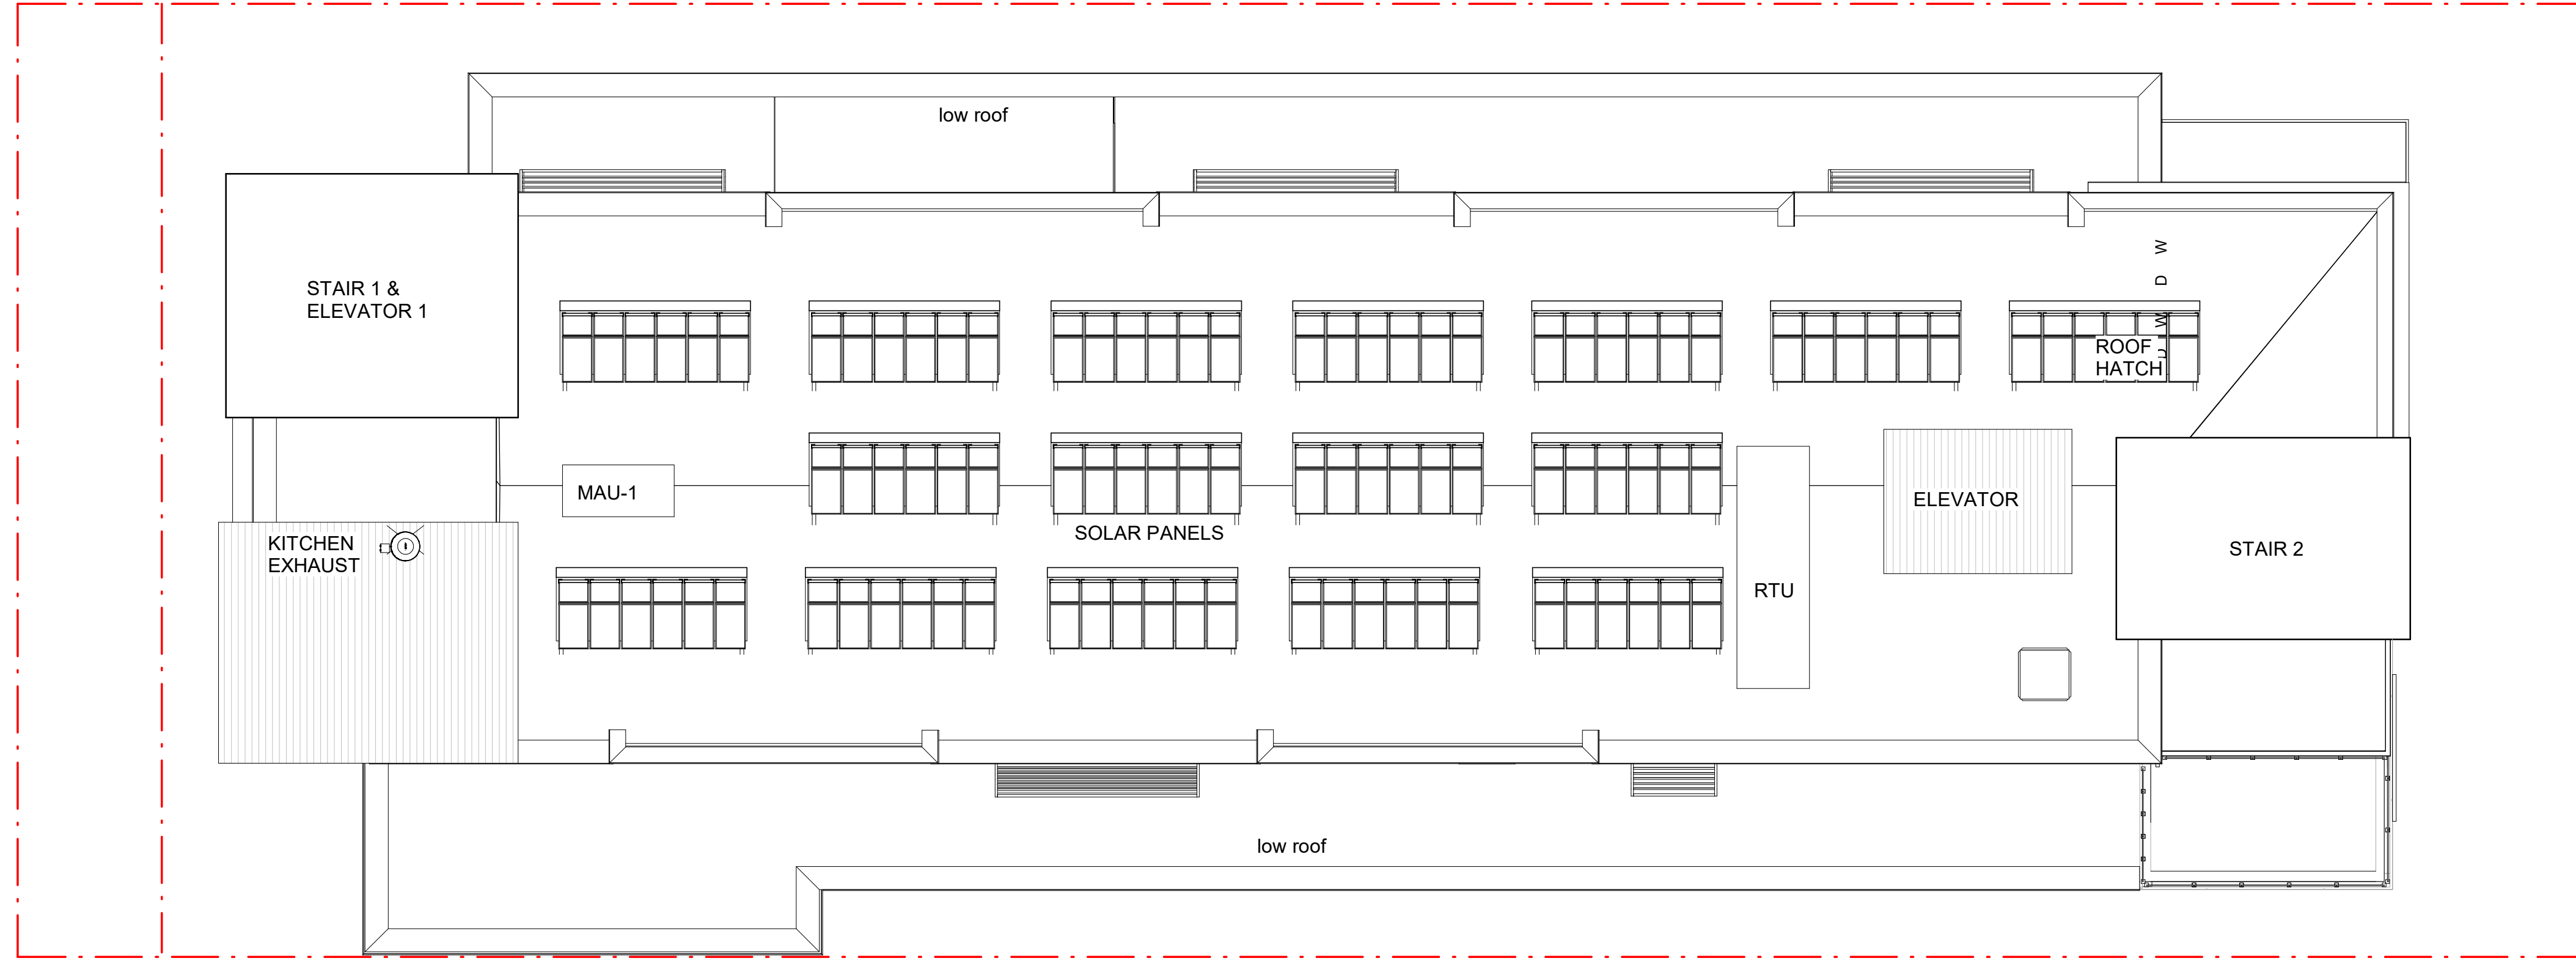 low roof
STAIR 1 &
ELEVATOR 1
W
D
W
D
ROOF
HATCH
MAU-1
ELEVATOR
SOLAR PANELS
KITCHEN
EXHAUST
STAIR 2
RTU
low roof